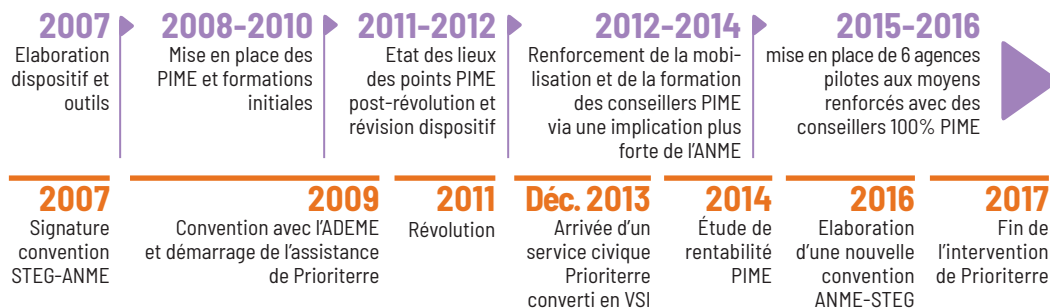 2007
Elaboration
dispositif et
outils
2008-2010
Mise en place des
PIME et formations
initiales
2011-2012
Etat des lieux
des points PIME
post-révolution et
révision dispositif
2012-2014
Renforcement de la mobi-
lisation et de la formation
des conseillers PIME
via une implication plus
forte de l'ANME
2015-2016
mise en place de 6 agences
pilotes aux moyens
renforcés avec des
conseillers 100% PIME
2007
Signature
convention
STEG-ANME
2009
Convention avec l'ADEME
et démarrage de l'assistance
de Prioriterre
2011
Révolution
Déc. 2013
Arrivée d'un
service civique
Prioriterre
converti en VSI
2014
Étude de
rentabilité
PIME
2016
Elaboration
d'une nouvelle
convention
ANME-STEG
2017
Fin de
l'intervention
de Prioriterre